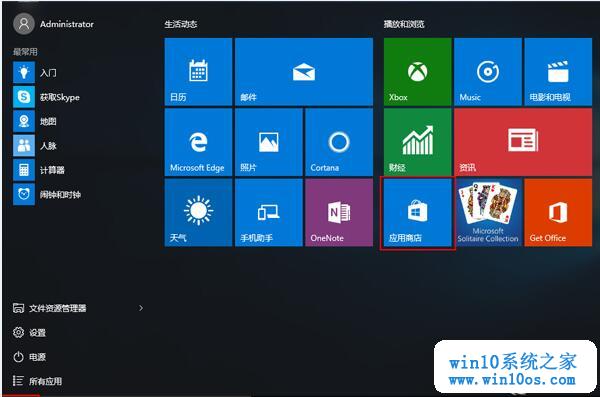 Administrator
最常用
入门
获取Skype
地图
人脉
计算器
闹钟和时钟
文件资源管理器
设置
电源
所有应用
生活动态
日历
邮件
Microsoft Edge
照片
Cortana
天气
手机助手
OneNote
播放和浏览
Xbox
Music
电影和电视
财经
资讯
应用商店
Microsoft
Solitaire Collection
Get Office
win10系统之家
www.win10os.com